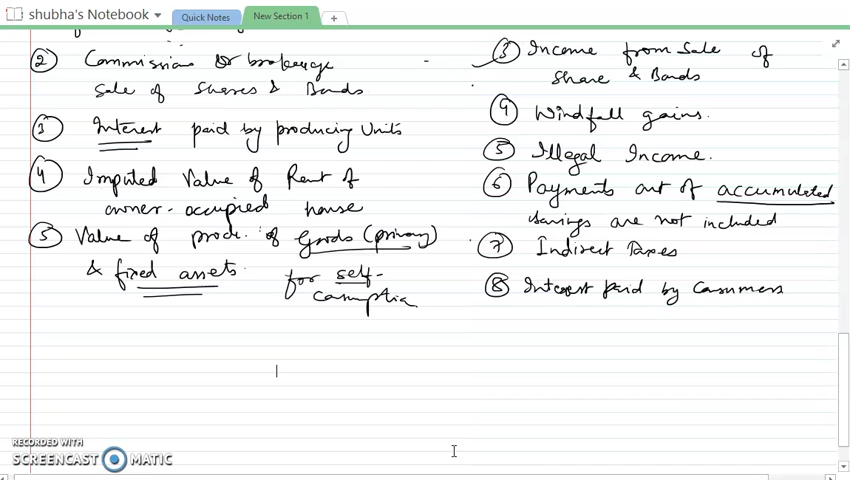 shubha's Notebook
Quick Notes
New Section 1
② Commission or brokerage
sale of shares & Bonds
③ Interest paid by producing Units
④ Imputed Value of Rent of
owner-occupied house
⑤ Value of prod. of goods (primary)
& fixed assets for self-
consumption
③ Income from Sale of
Share & Bonds
④ Windfall gains.
⑤ Illegal Income.
⑥ Payments out of accumulated
savings are not included
⑦ Indirect Taxes
⑧ Interest paid by consumers
RECORDED WITH
SCREENCAST MATIC